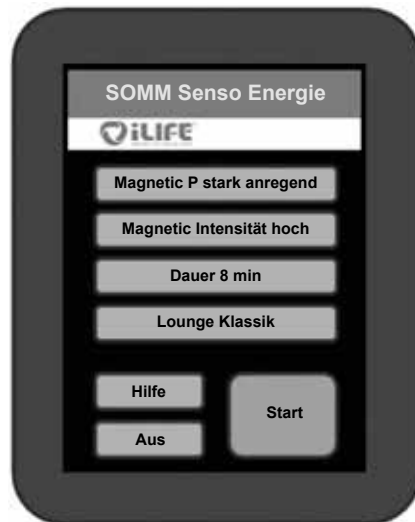 SOMM Senso Energie
iLIFE
Magnetic P stark anregend
Magnetic Intensität hoch
Dauer 8 min
Lounge Klassik
Hilfe
Start
Aus